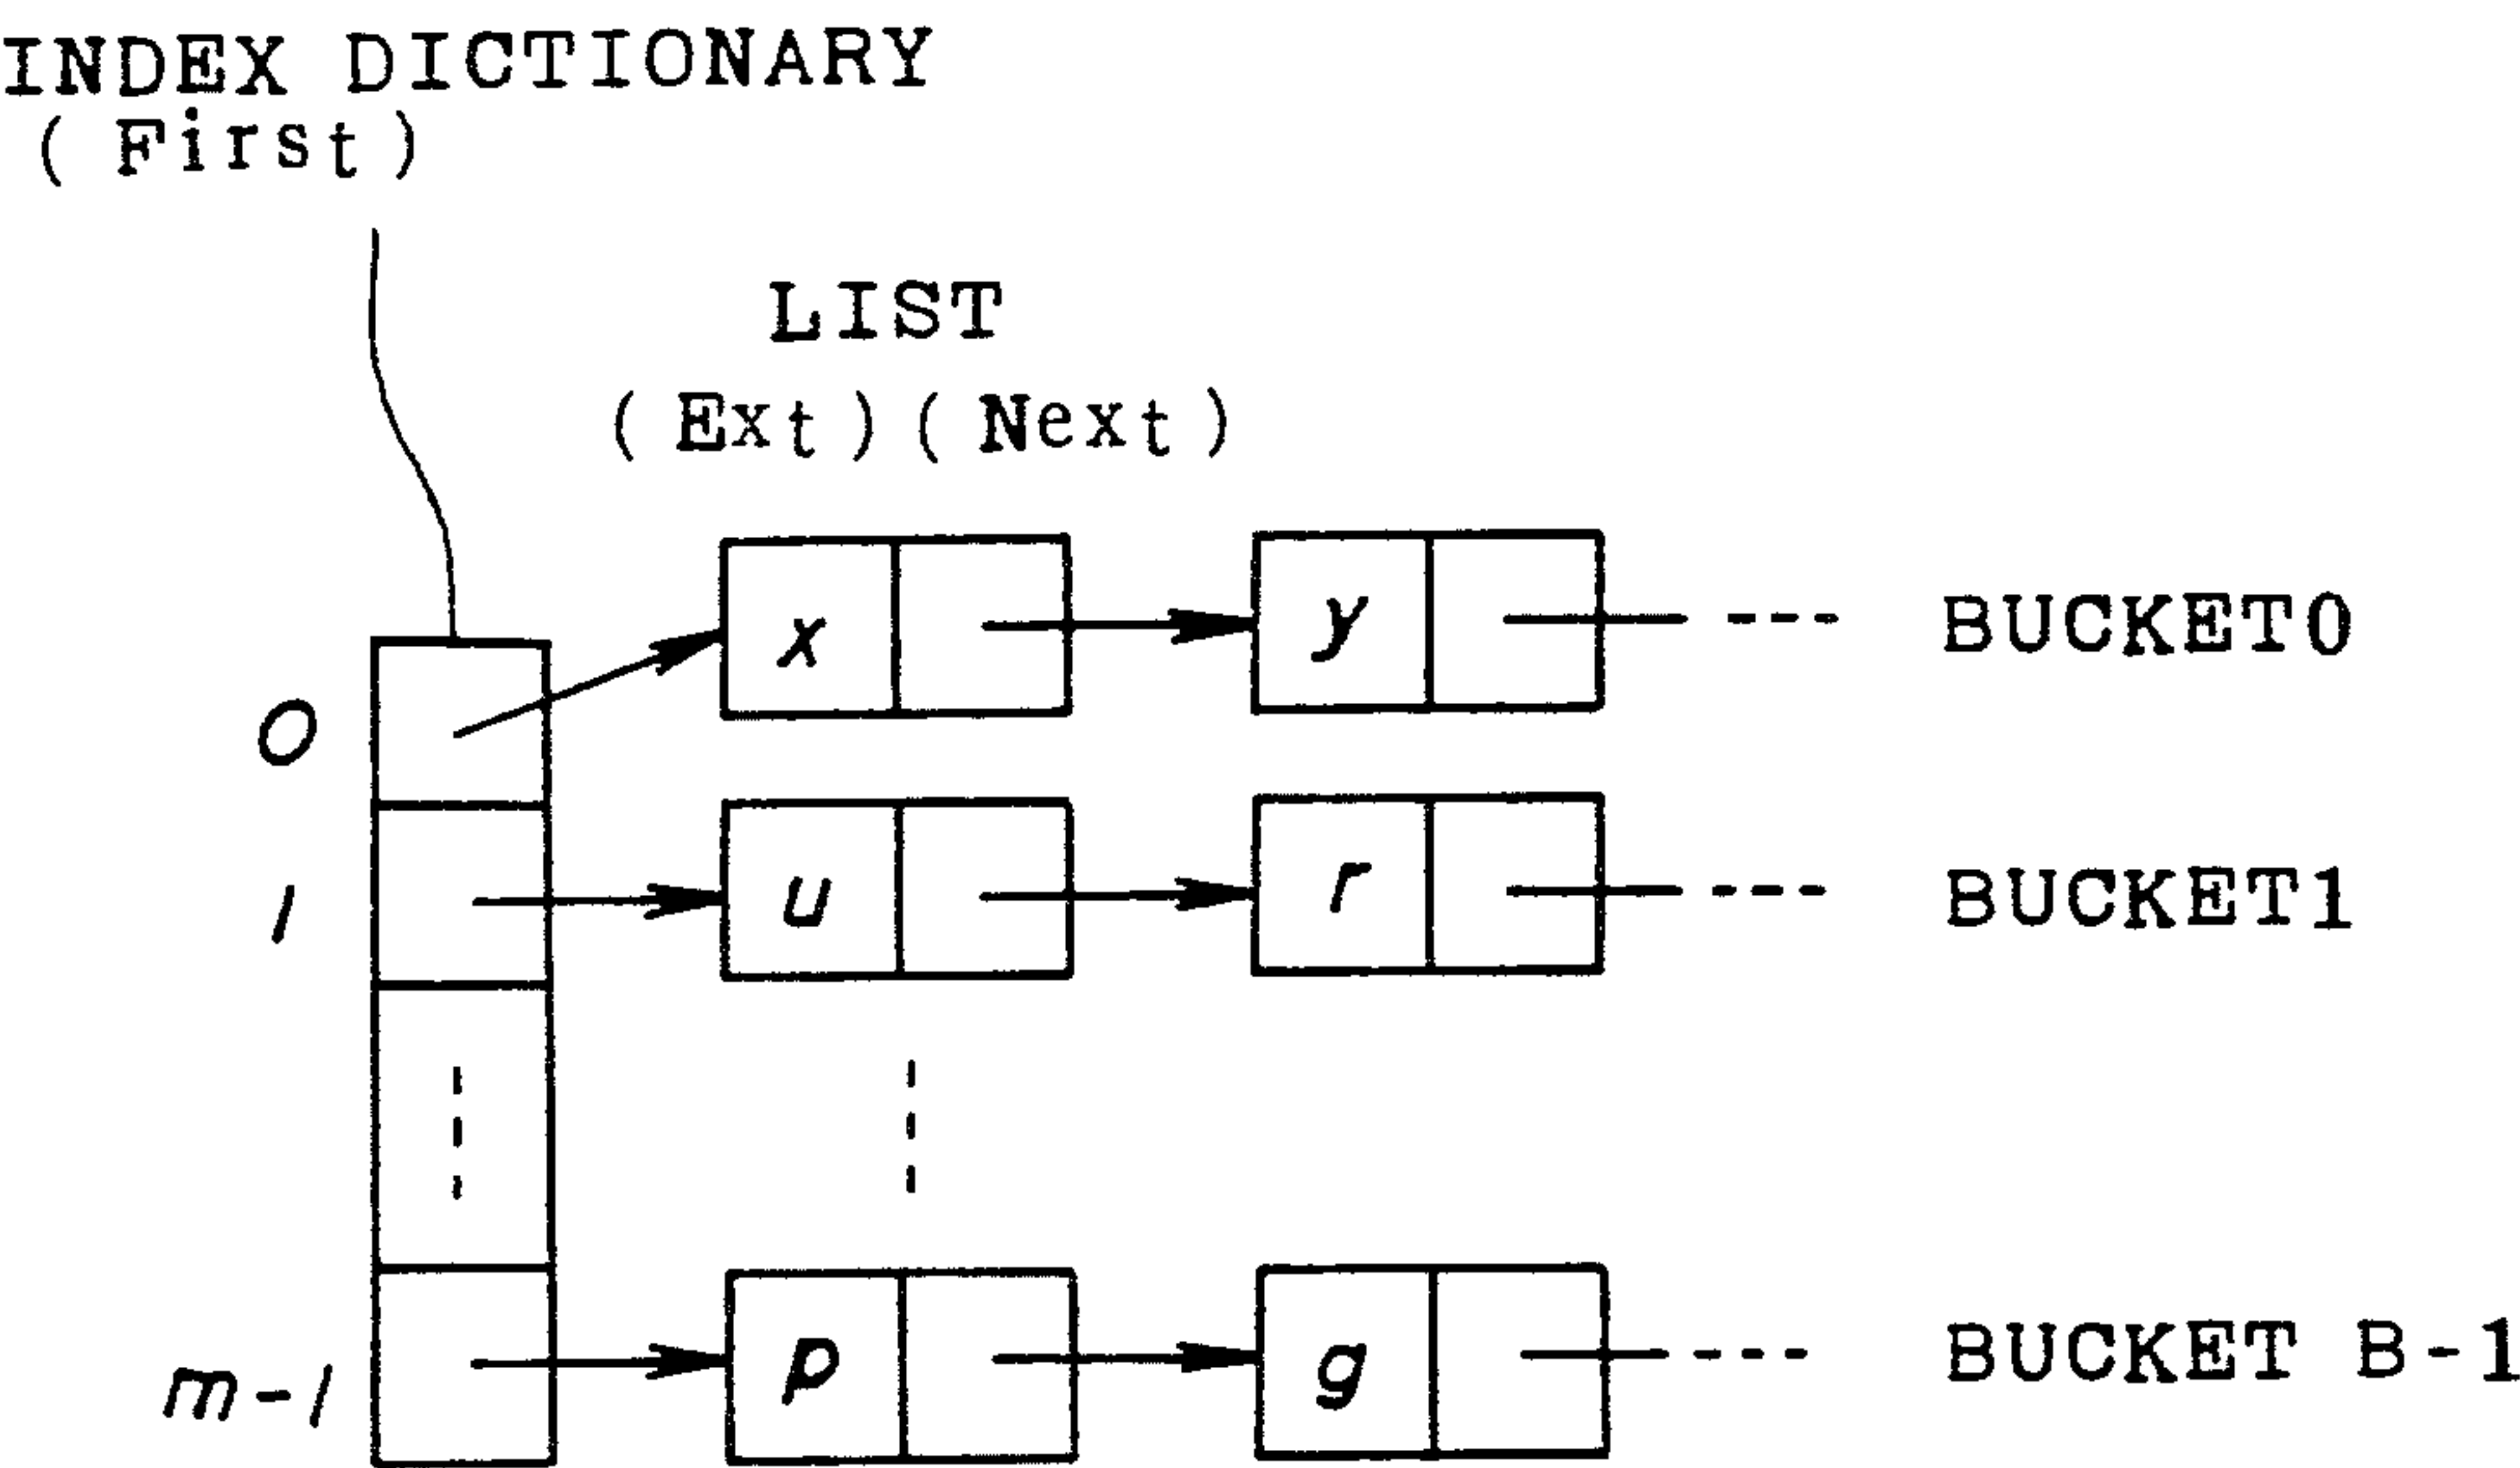 INDEX DICTIONARY
( First )
LIST
( Ext ) ( Next )
x y --- BUCKET0
0
1 u r --- BUCKET1
m-1 p g --- BUCKET B-1